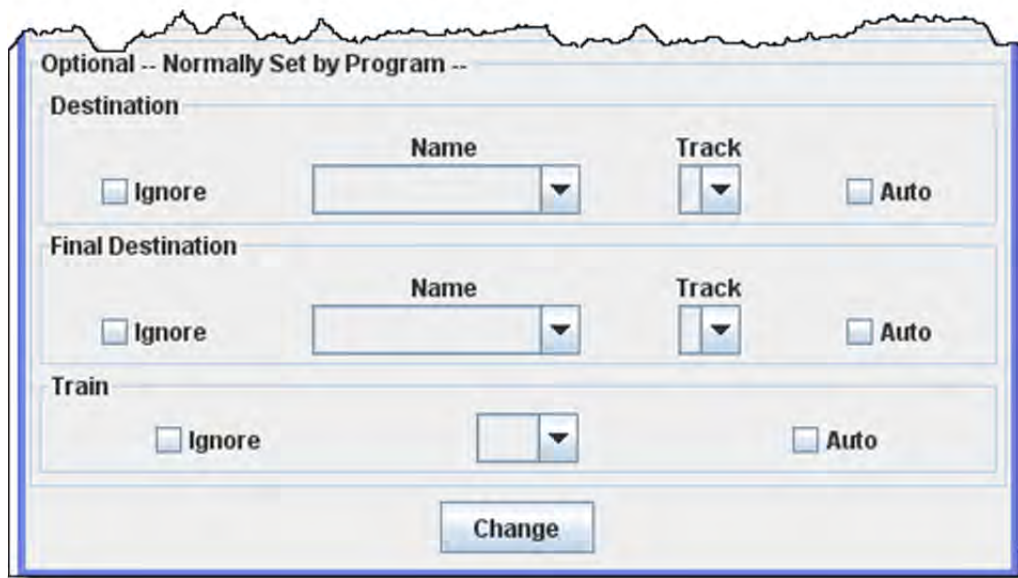 Optional -- Normally Set by Program --
Destination
Name Track
Ignore Auto
Final Destination
Name Track
Ignore Auto
Train
Ignore Auto
Change